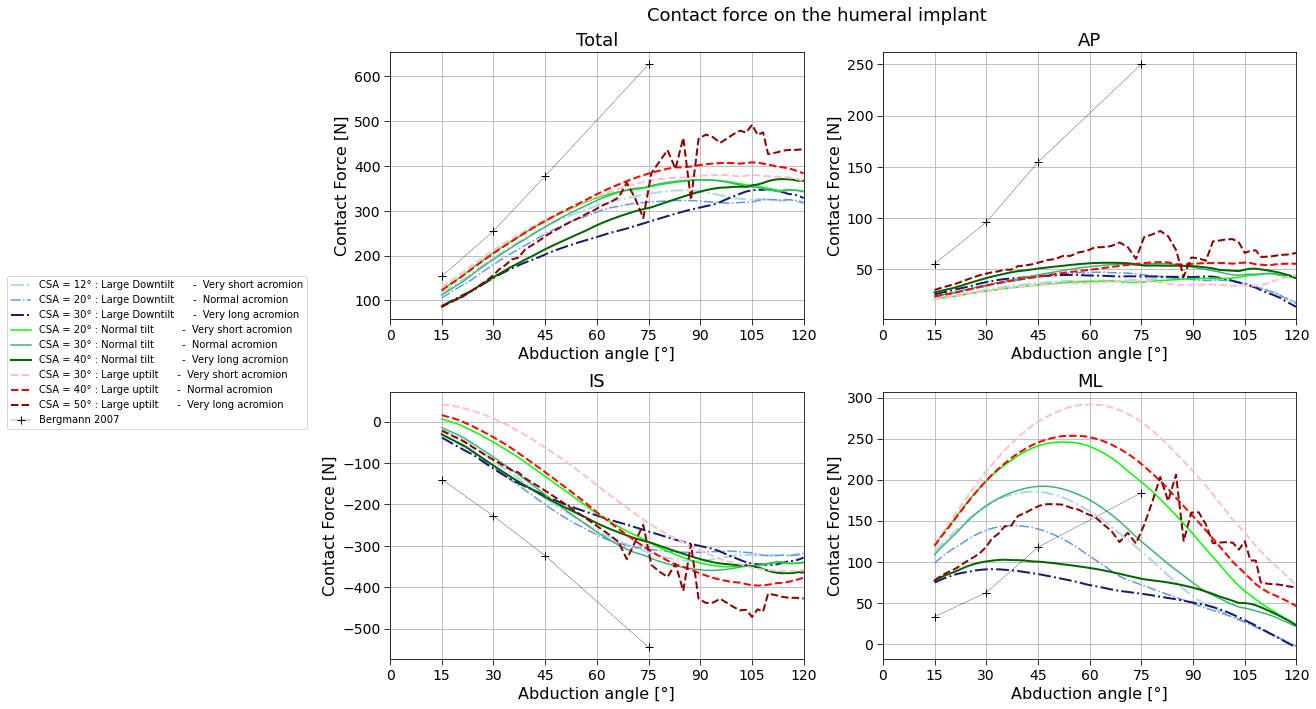 Contact force on the humeral implant
Total
Contact Force [N]
600
500
400
300
200
100
0 15 30 45 60 75 90 105 120
Abduction angle [°]
AP
Contact Force [N]
250
200
150
100
50
0 15 30 45 60 75 90 105 120
Abduction angle [°]
CSA = 12° : Large Downtilt - Very short acromion
CSA = 20° : Large Downtilt - Normal acromion
CSA = 30° : Large Downtilt - Very long acromion
CSA = 20° : Normal tilt - Very short acromion
CSA = 30° : Normal tilt - Normal acromion
CSA = 40° : Normal tilt - Very long acromion
CSA = 30° : Large uptilt - Very short acromion
CSA = 40° : Large uptilt - Normal acromion
CSA = 50° : Large uptilt - Very long acromion
Bergmann 2007
IS
Contact Force [N]
0
−100
−200
−300
−400
−500
0 15 30 45 60 75 90 105 120
Abduction angle [°]
ML
Contact Force [N]
300
250
200
150
100
50
0
0 15 30 45 60 75 90 105 120
Abduction angle [°]